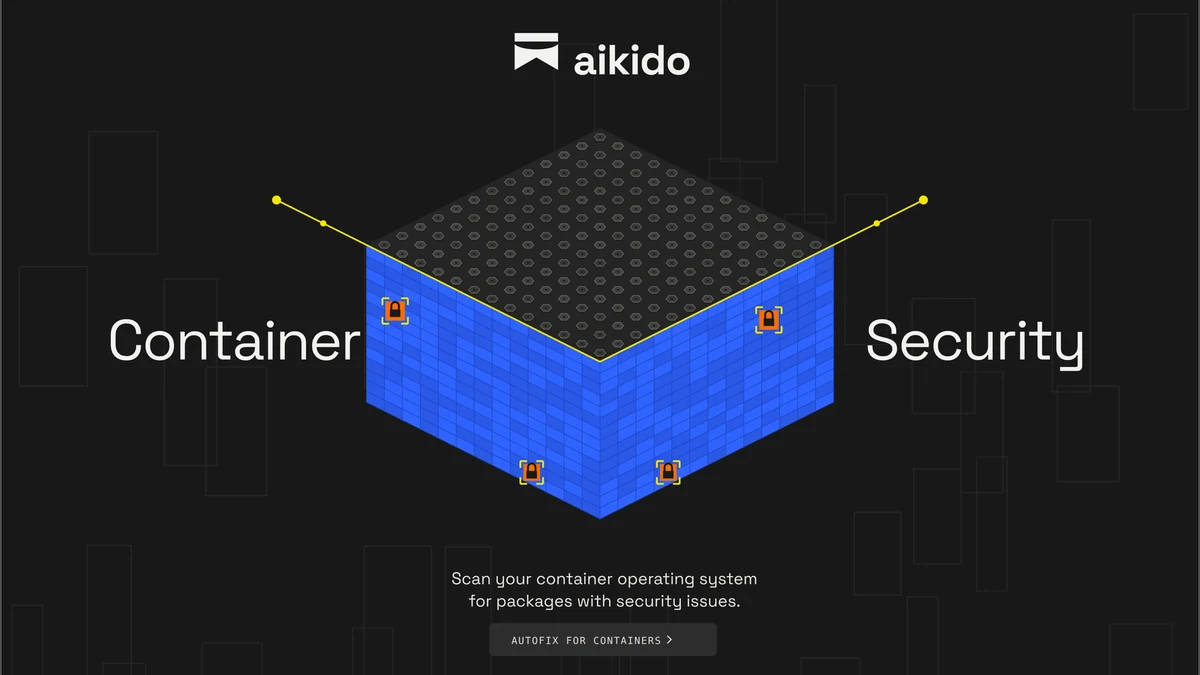 aikido
Container
Security
Scan your container operating system
for packages with security issues.
AUTOFIX FOR CONTAINERS >